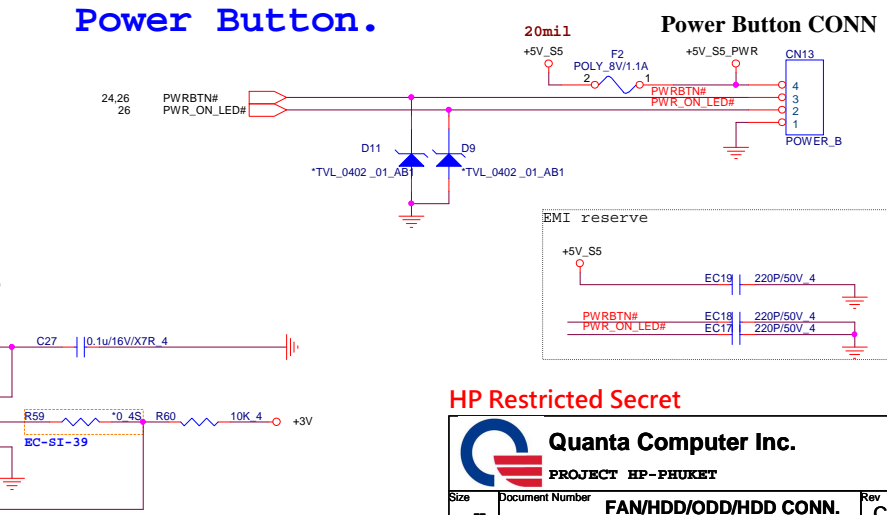 Power Button.
20mil
Power Button CONN
+5V_S5
F2
+5V_S5_PWR
CN13
POLY_8V/1.1A
2
1
24,26 PWRBTN#
26 PWR_ON_LED#
PWRBTN#
PWR_ON_LED#
4
3
2
1
POWER_B
D11
D9
*TVL_0402 _01_AB1
*TVL_0402 _01_AB1
EMI reserve
+5V_S5
EC19 220P/50V_4
PWRBTN# EC18 220P/50V_4
PWR_ON_LED# EC17 220P/50V_4
C27 0.1u/16V/X7R_4
R59 *0_4S R60 10K_4 +3V
EC-SI-39
HP Restricted Secret
Quanta Computer Inc.
PROJECT HP-PHUKET
Size Document Number Rev
FAN/HDD/ODD/HDD CONN.